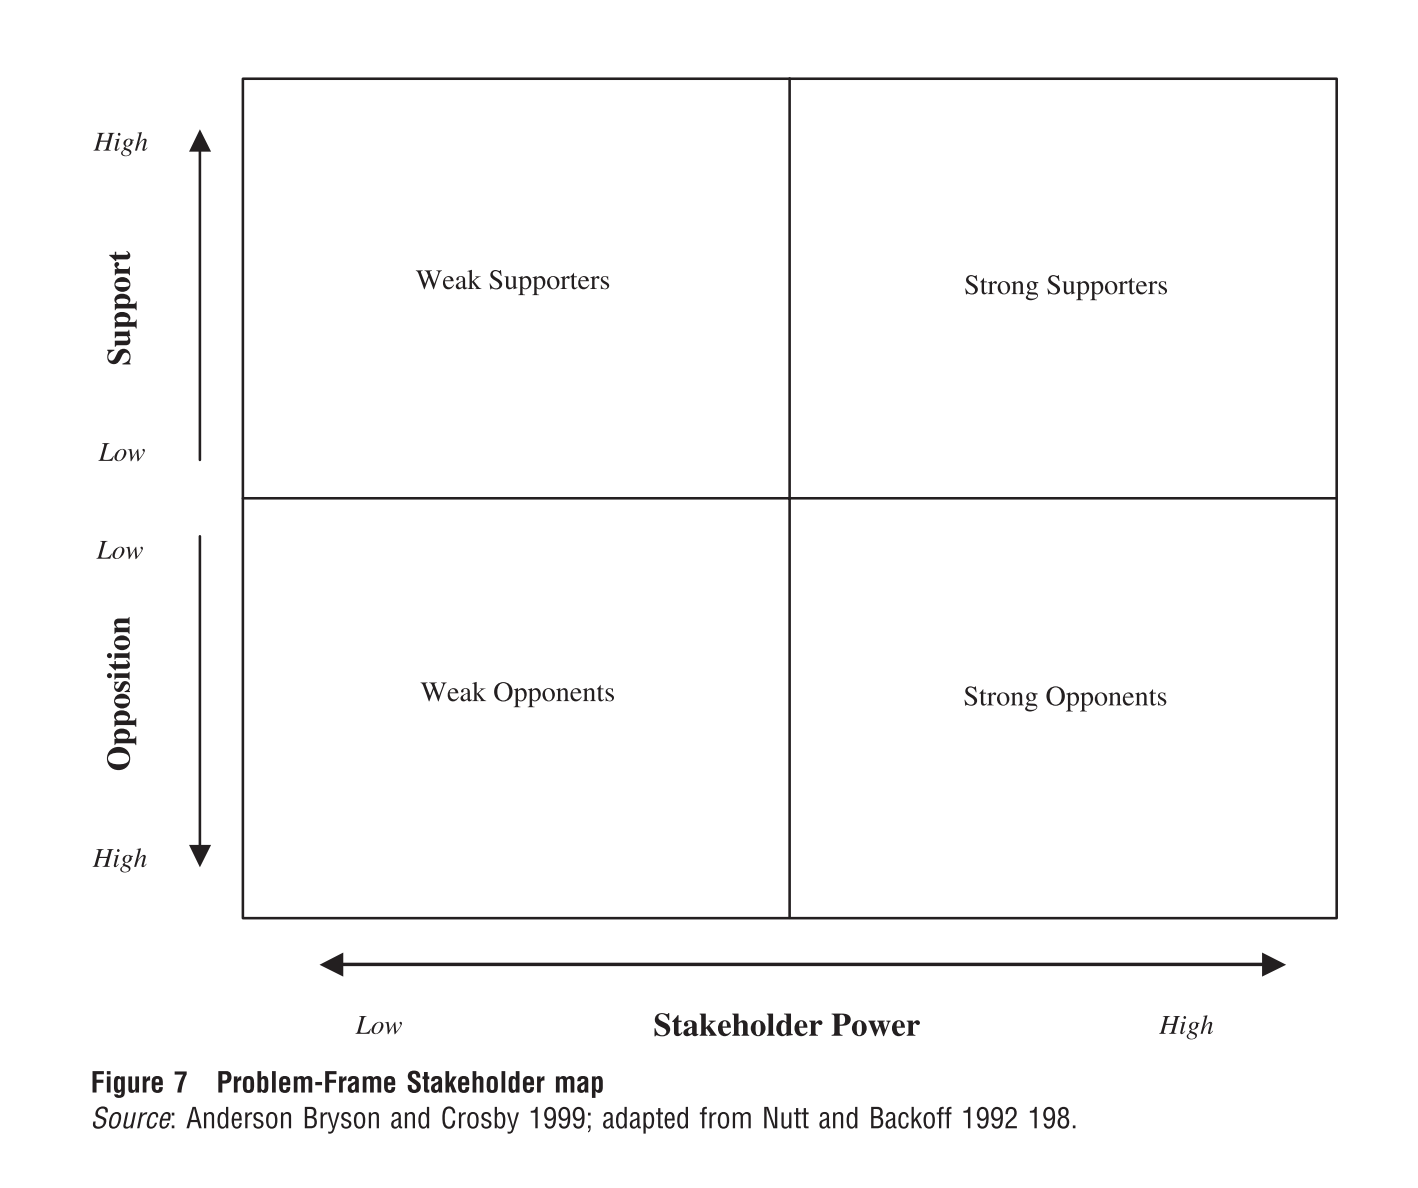 High
Support
Low
Weak Supporters
Strong Supporters
Low
Opposition
High
Weak Opponents
Strong Opponents
Low
Stakeholder Power
High
Figure 7 Problem-Frame Stakeholder map
Source: Anderson Bryson and Crosby 1999; adapted from Nutt and Backoff 1992 198.